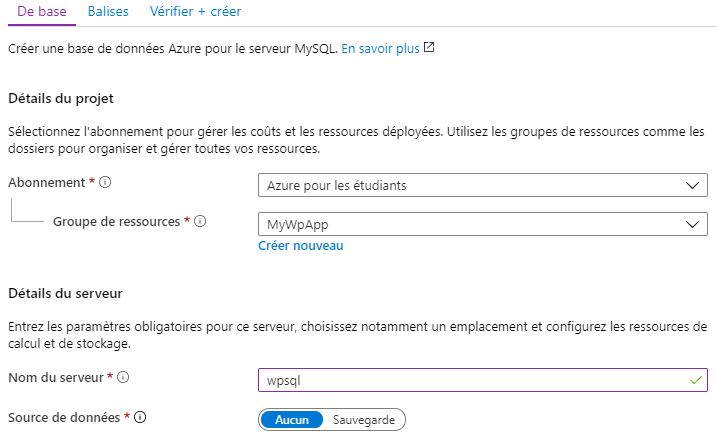 De base Balises Vérifier + créer
Créer une base de données Azure pour le serveur MySQL. En savoir plus
Détails du projet
Sélectionnez l'abonnement pour gérer les coûts et les ressources déployées. Utilisez les groupes de ressources comme les
dossiers pour organiser et gérer toutes vos ressources.
Abonnement * Azure pour les étudiants
Groupe de ressources * MyWpApp
Créer nouveau
Détails du serveur
Entrez les paramètres obligatoires pour ce serveur, choisissez notamment un emplacement et configurez les ressources de
calcul et de stockage.
Nom du serveur * wpsql
Source de données * Aucun Sauvegarde